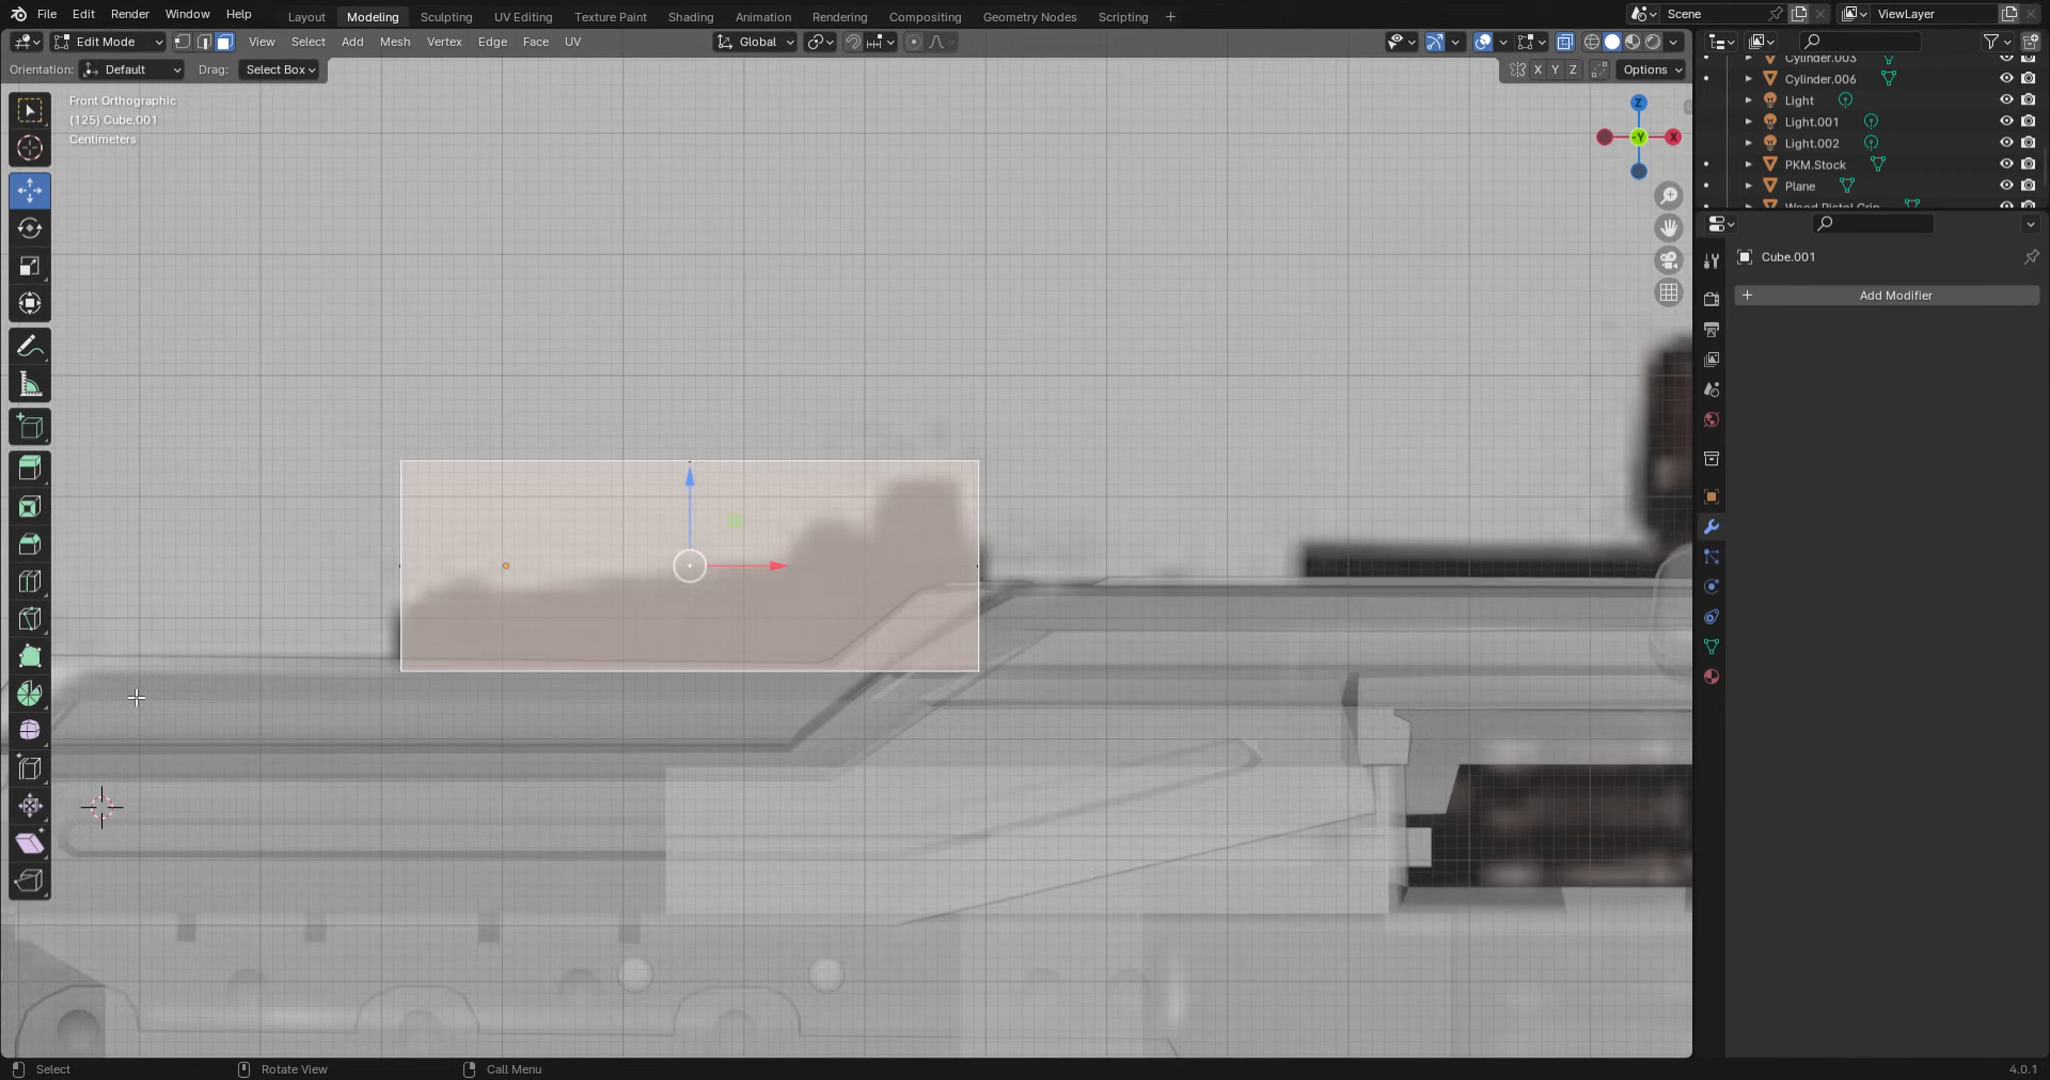 File Edit Render Window Help Layout Modeling Sculpting UV Editing Texture Paint Shading Animation Rendering Compositing Geometry Nodes Scripting + Scene ViewLayer
Edit Mode View Select Add Mesh Vertex Edge Face UV Global
Orientation: Default Drag: Select Box X Y Z Options
Front Orthographic
(125) Cube.001
Centimeters
Z
-Y X
Cylinder.003
Cylinder.006
Light
Light.001
Light.002
PKM.Stock
Plane
Wood Pistol Grip
Cube.001
+ Add Modifier
Select Rotate View Call Menu 4.0.1